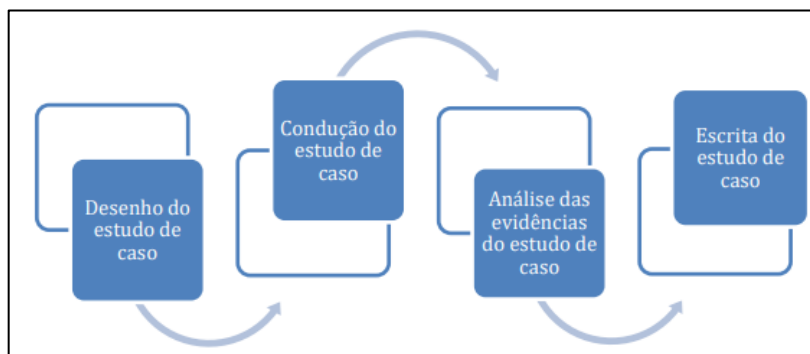 Desenho do
estudo de
caso
Condução do
estudo de
caso
Análise das
evidências
do estudo de
caso
Escrita do
estudo de
caso